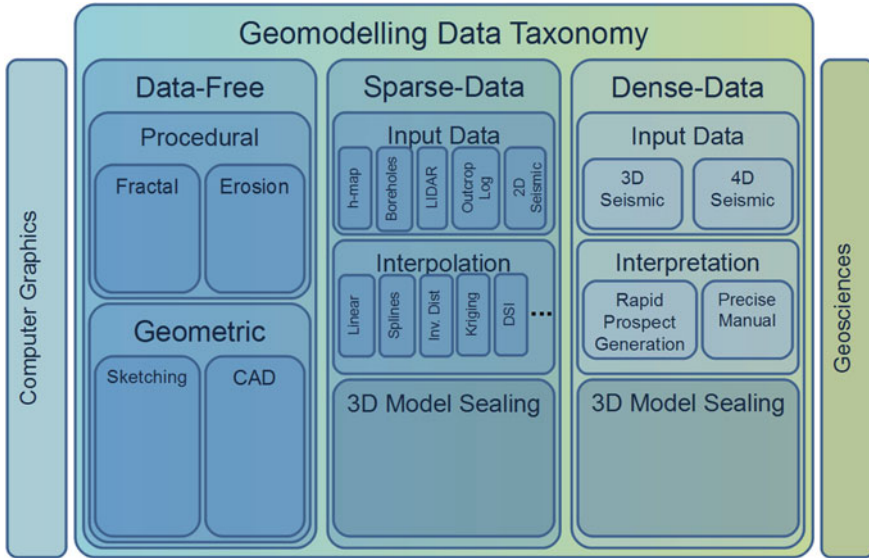 Geomodelling Data Taxonomy
Computer Graphics
Data-Free
Procedural
Fractal
Erosion
Geometric
Sketching
CAD
Sparse-Data
Input Data
h-map
Boreholes
LIDAR
Outcrop
Log
2D
Seismic
Interpolation
Linear
Splines
Inv. Dist
Kriging
DSI
...
3D Model Sealing
Dense-Data
Input Data
3D
Seismic
4D
Seismic
Interpretation
Rapid
Prospect
Generation
Precise
Manual
3D Model Sealing
Geosciences